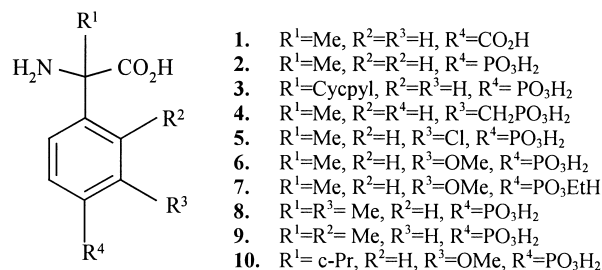 R¹
H₂N CO₂H
R²
R³
R⁴
1. R¹=Me, R²=R³=H, R⁴=CO₂H
2. R¹=Me, R²=R³=H, R⁴= PO₃H₂
3. R¹=Cycpyl, R²=R³=H, R⁴= PO₃H₂
4. R¹=Me, R²=R⁴=H, R³=CH₂PO₃H₂
5. R¹=Me, R²=H, R³=Cl, R⁴=PO₃H₂
6. R¹=Me, R²=H, R³=OMe, R⁴=PO₃H₂
7. R¹=Me, R²=H, R³=OMe, R⁴=PO₃EtH
8. R¹=R³= Me, R²=H, R⁴=PO₃H₂
9. R¹=R²= Me, R³=H, R⁴=PO₃H₂
10. R¹= c-Pr, R²=H, R³=OMe, R⁴=PO₃H₂